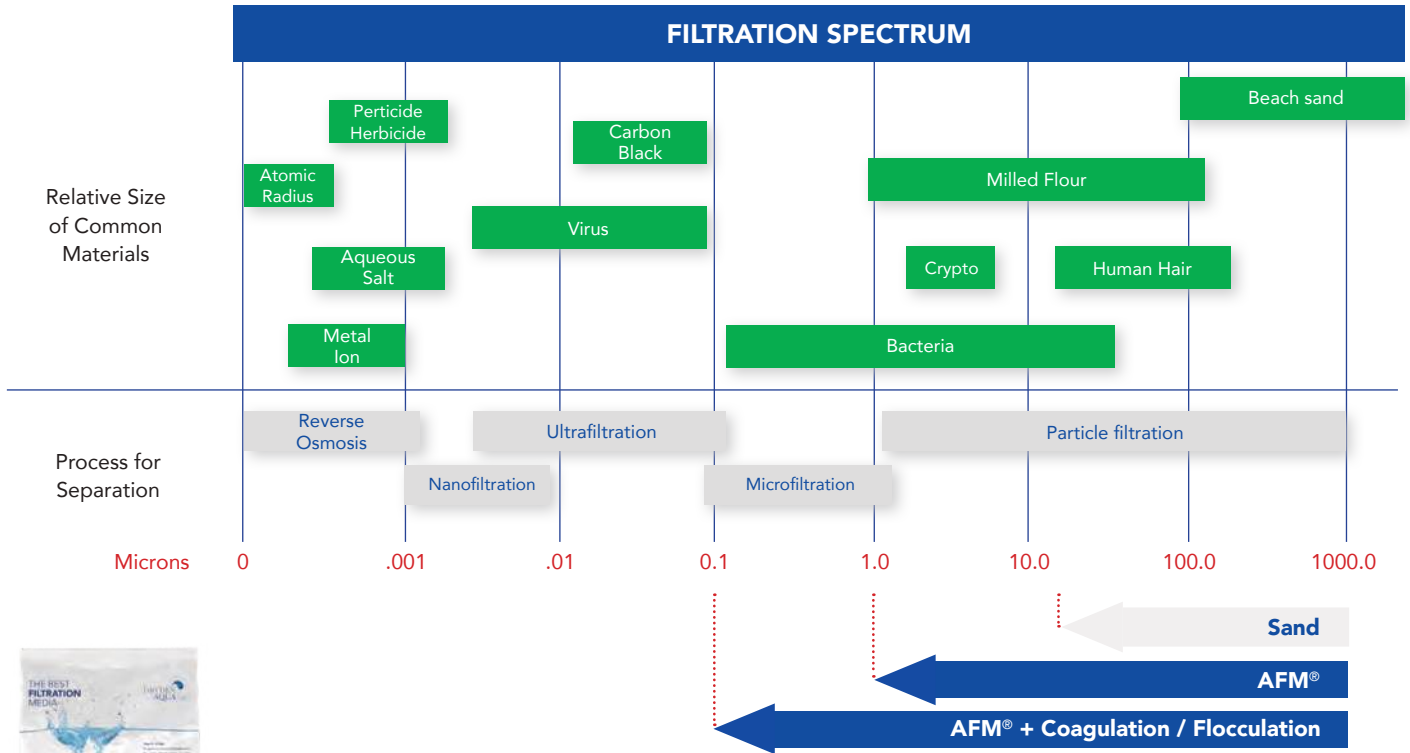 FILTRATION SPECTRUM
Relative Size
of Common
Materials
Perticide
Herbicide
Carbon
Black
Beach sand
Atomic
Radius
Milled Flour
Virus
Aqueous
Salt
Crypto
Human Hair
Metal
Ion
Bacteria
Process for
Separation
Reverse
Osmosis
Ultrafiltration
Particle filtration
Nanofiltration
Microfiltration
Microns 0 .001 .01 0.1 1.0 10.0 100.0 1000.0
Sand
AFM®
AFM® + Coagulation / Flocculation
THE BEST
FILTRATION
MEDIA